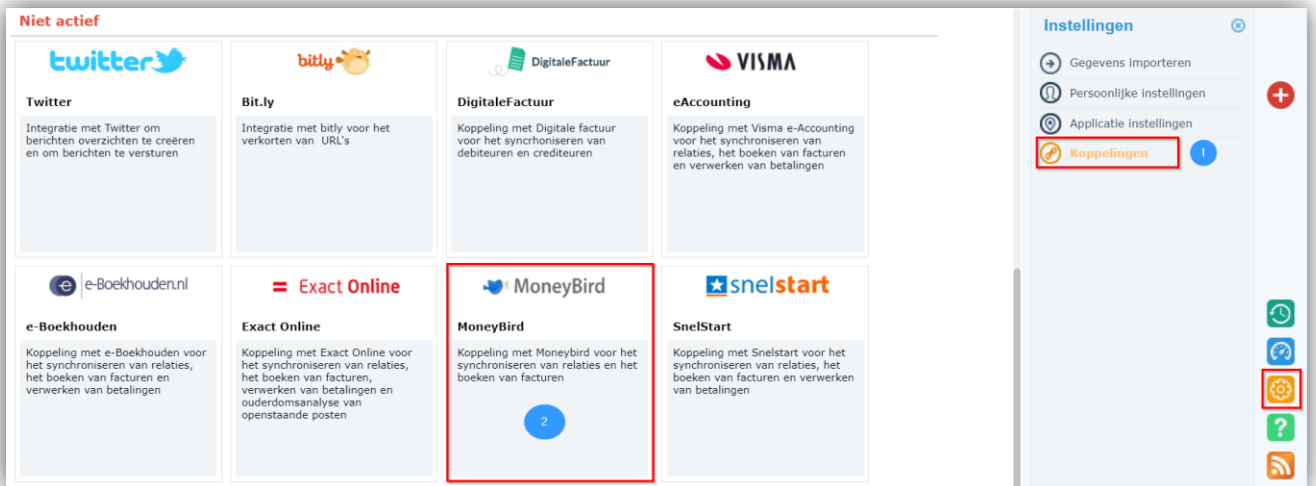 Niet actief
twitter
Twitter
Integratie met Twitter om
berichten overzichten te creëren
en om berichten te versturen
bitly
Bit.ly
Integratie met bitly voor het
verkorten van URL's
DigitaleFactuur
DigitaleFactuur
Koppeling met Digitale factuur
voor het syncrhoniseren van
debiteuren en crediteuren
VISMA
eAccounting
Koppeling met Visma e-Accounting
voor het synchroniseren van
relaties, het boeken van facturen
en verwerken van betalingen
e-Boekhouden.nl
e-Boekhouden
Koppeling met e-Boekhouden voor
het synchroniseren van relaties,
het boeken van facturen en
verwerken van betalingen
Exact Online
Exact Online
Koppeling met Exact Online voor
het synchroniseren van relaties,
het boeken van facturen,
verwerken van betalingen en
ouderdomsanalyse van
openstaande posten
MoneyBird
MoneyBird
Koppeling met Moneybird voor het
synchroniseren van relaties en het
boeken van facturen
2
snelstart
SnelStart
Koppeling met Snelstart voor het
synchroniseren van relaties, het
boeken van facturen en verwerken
van betalingen
Instellingen
Gegevens importeren
Persoonlijke instellingen
Applicatie instellingen
Koppelingen
1
?